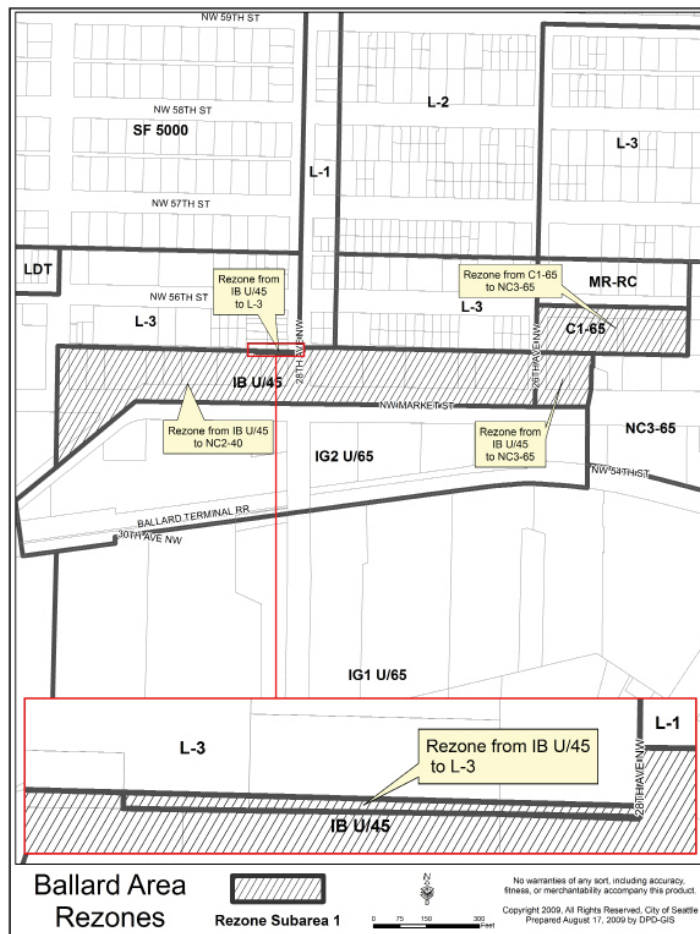 NW 59TH ST
NW 58TH ST
SF 5000
L-2
L-3
L-1
NW 57TH ST
LDT
Rezone from
IB U/45
to L-3
Rezone from C1-65
to NC3-65
MR-RC
NW 56TH ST
L-3
L-3
C1-65
28TH AVE NW
26TH AVE NW
IB U/45
NW MARKET ST
Rezone from IB U/45
to NC2-40
Rezone from
IB U/45
to NC3-65
NC3-65
IG2 U/65
NW 54TH ST
BALLARD TERMINAL RR
30TH AVE NW
IG1 U/65
L-3
L-1
Rezone from IB U/45
to L-3
28TH AVE NW
IB U/45
Ballard Area
Rezones
Rezone Subarea 1
N
0 75 150 300
Feet
No warranties of any sort, including accuracy,
fitness, or merchantability accompany this product.
Copyright 2009, All Rights Reserved, City of Seattle
Prepared August 17, 2009 by DPD-GIS